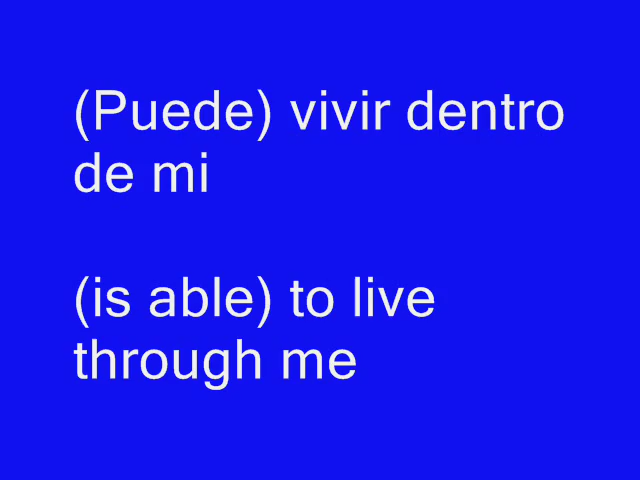 (Puede) vivir dentro
de mi
(is able) to live
through me